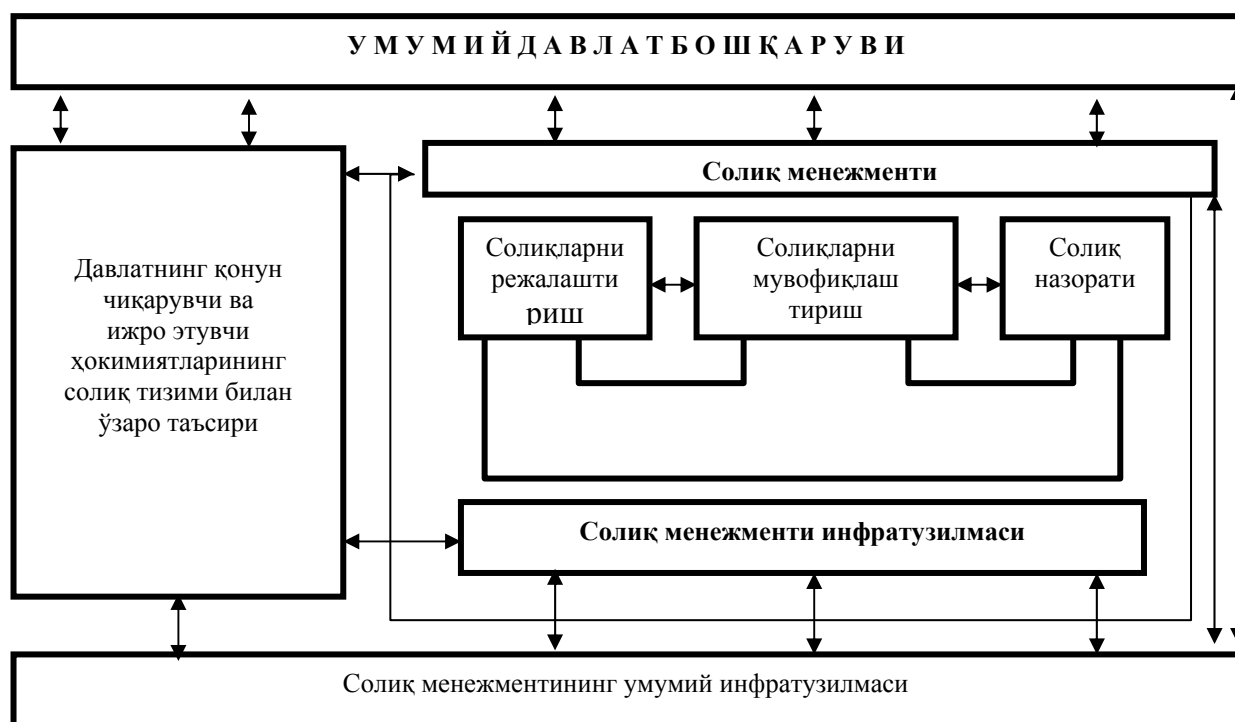 У М У М И Й Д А В Л А Т Б О Ш Қ А Р У В И
Давлатнинг қонун
чиқарувчи ва
ижро этувчи
ҳокимиятларининг
солиқ тизими билан
ўзаро таъсири
Солиқ менежменти
Солиқларни
режалашти
риш
Солиқларни
мувофиқлаш
тириш
Солиқ
назорати
Солиқ менежменти инфратузилмаси
Солиқ менежментининг умумий инфратузилмаси